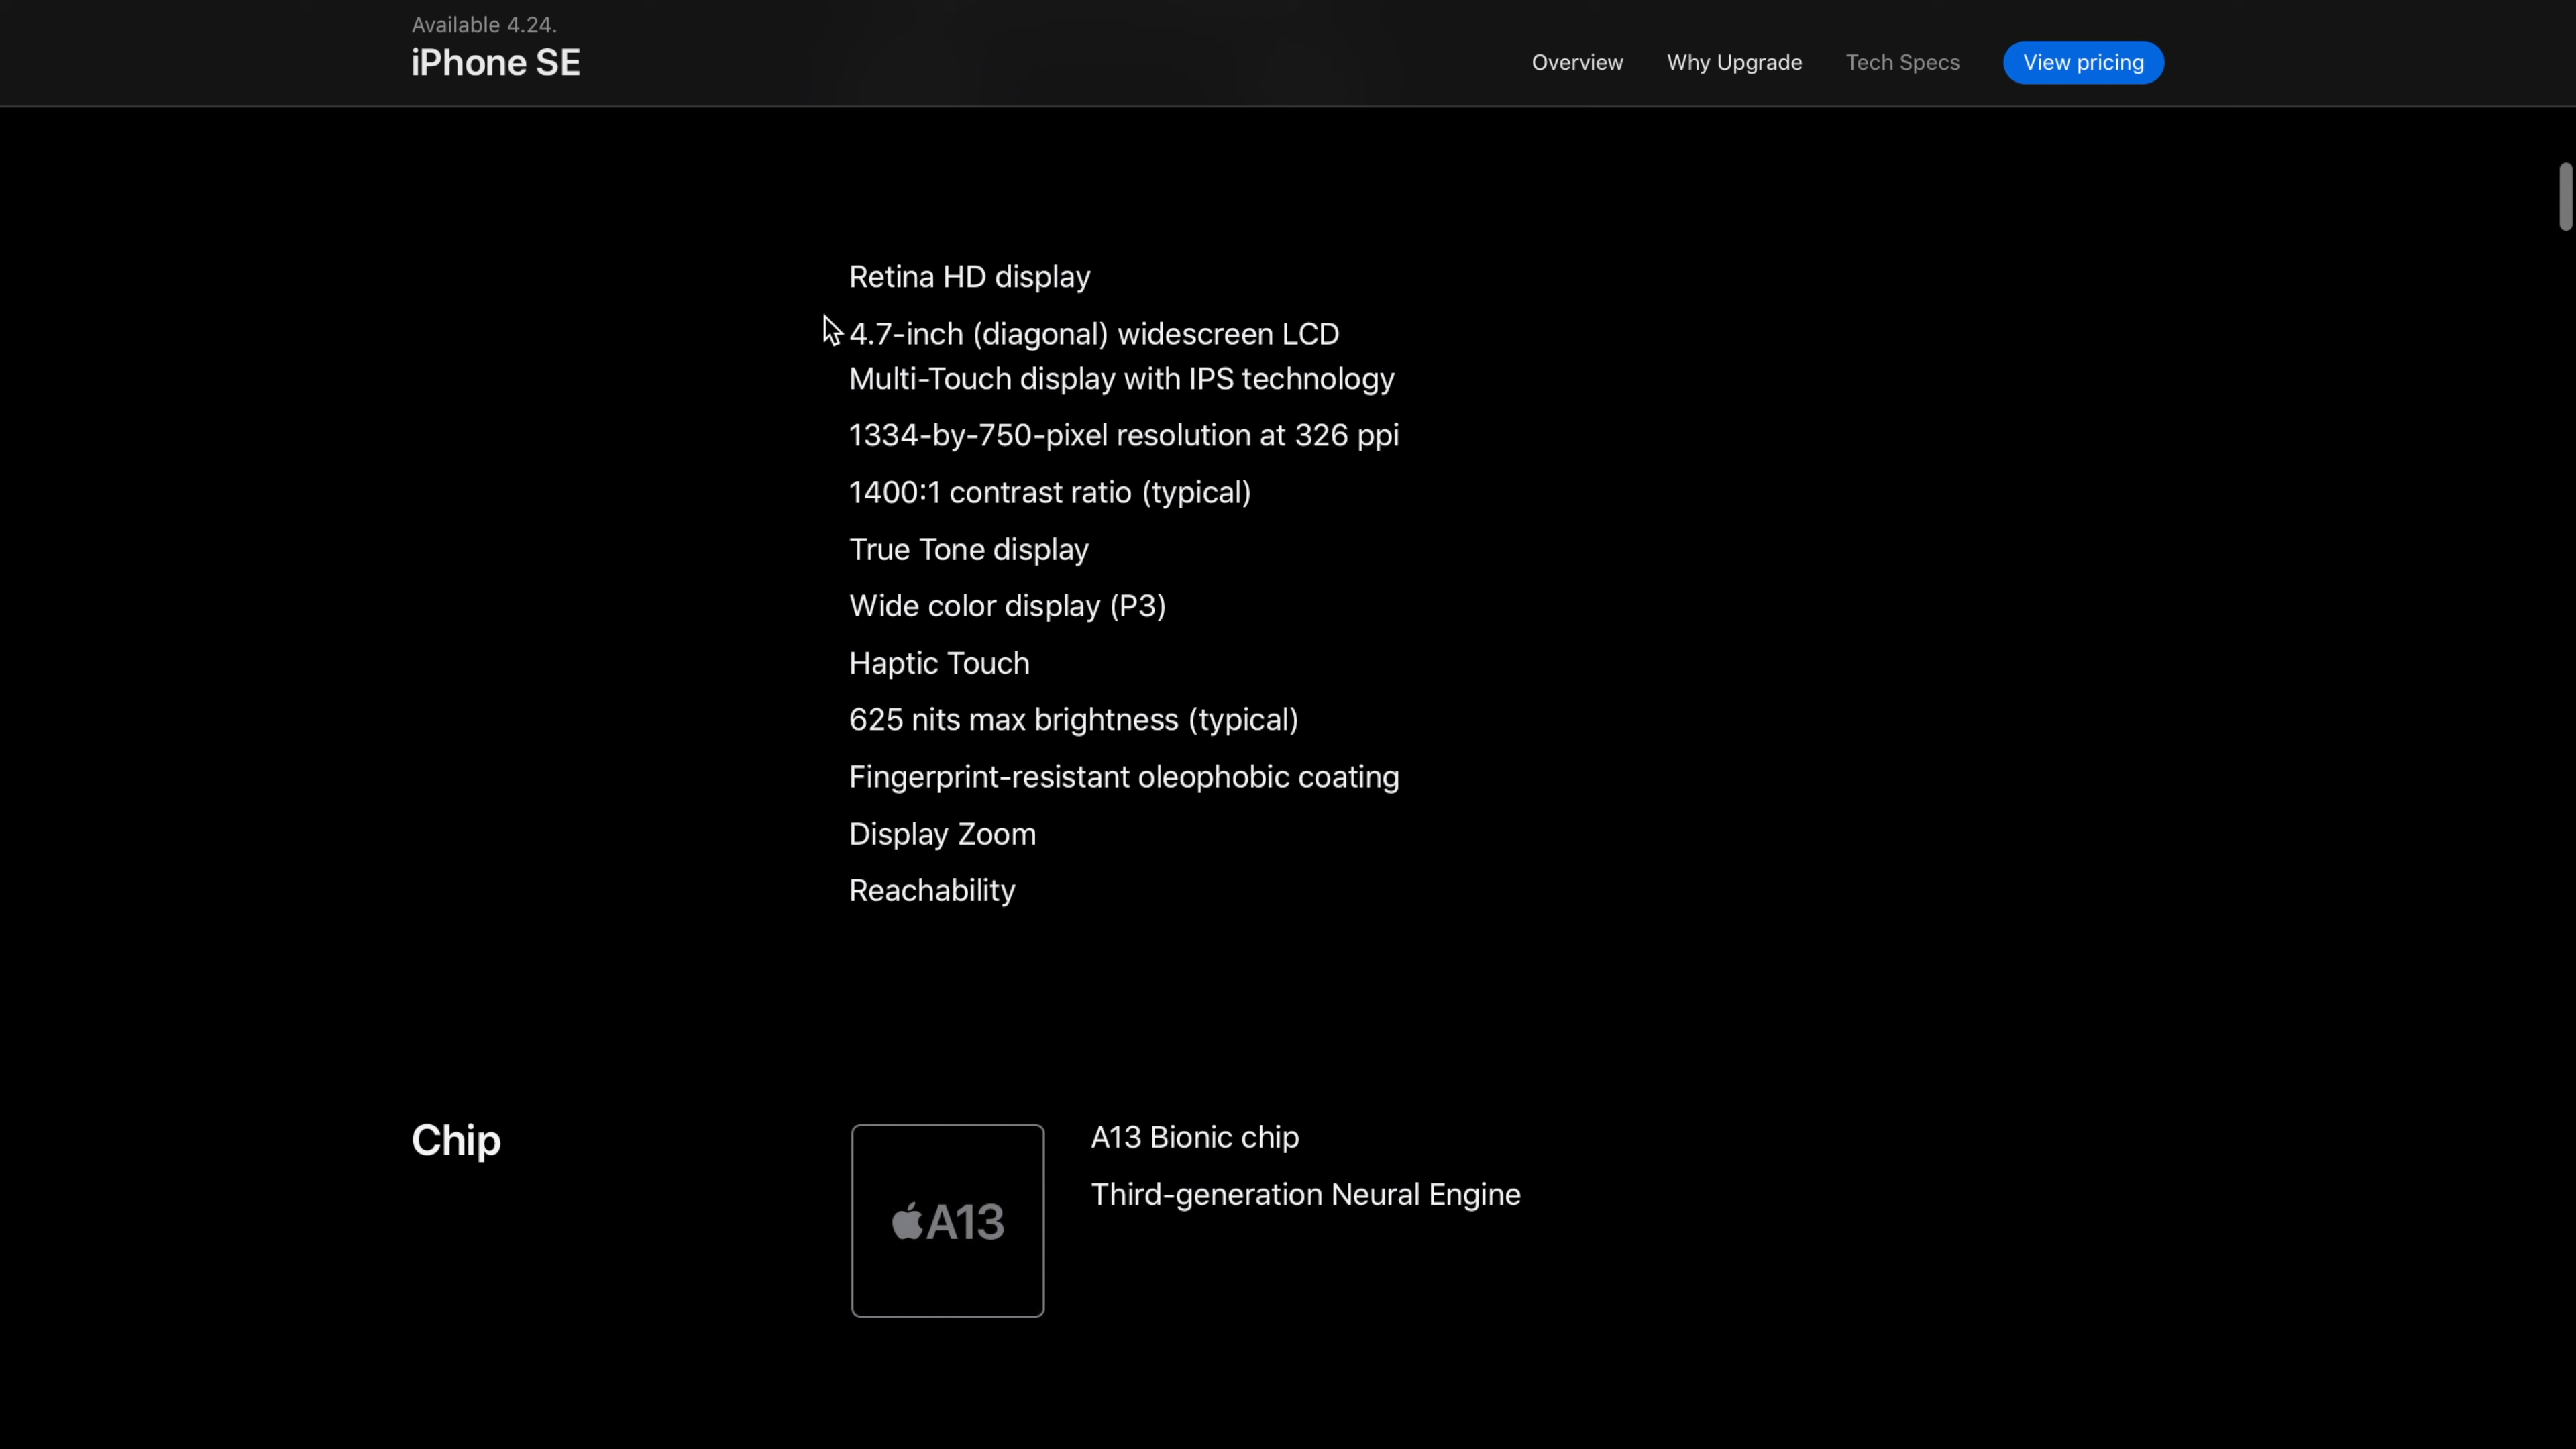 Available 4.24.
iPhone SE
Overview
Why Upgrade
Tech Specs
View pricing
Retina HD display
4.7-inch (diagonal) widescreen LCD
Multi-Touch display with IPS technology
1334-by-750-pixel resolution at 326 ppi
1400:1 contrast ratio (typical)
True Tone display
Wide color display (P3)
Haptic Touch
625 nits max brightness (typical)
Fingerprint-resistant oleophobic coating
Display Zoom
Reachability
Chip
A13
A13 Bionic chip
Third-generation Neural Engine